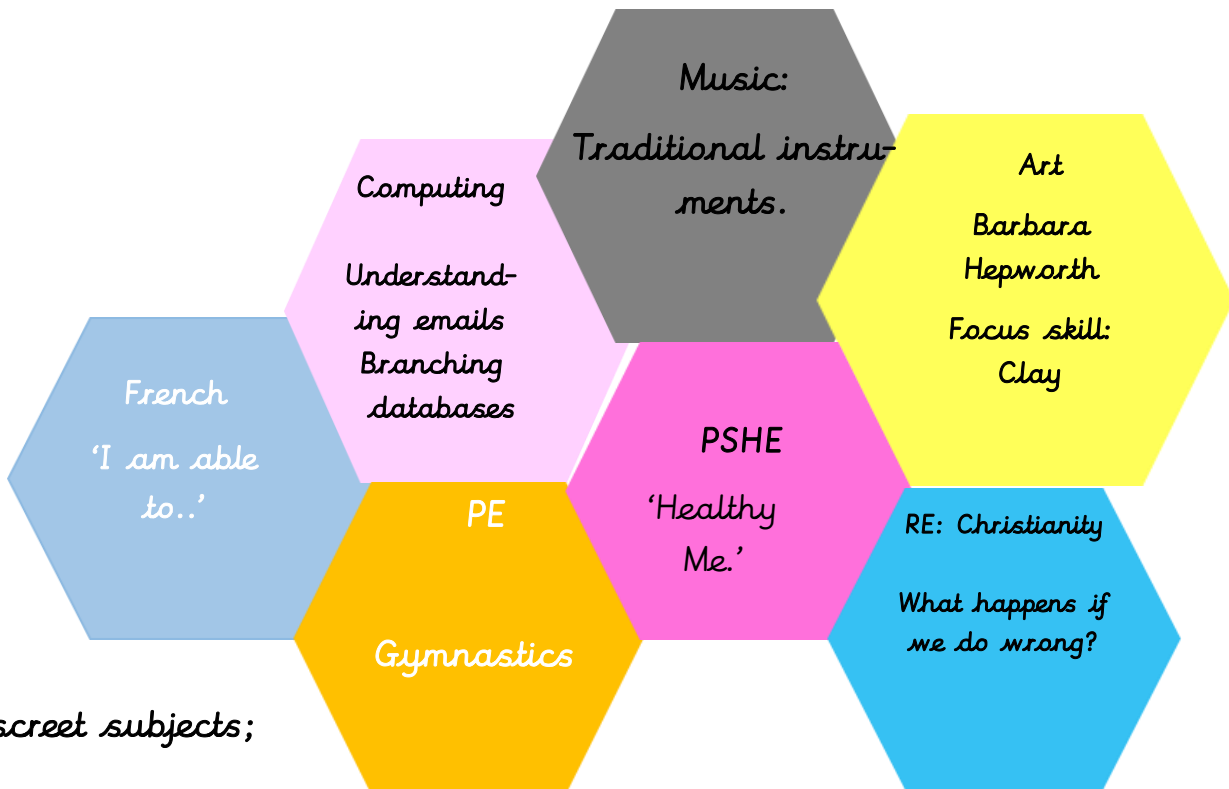 Music:
Traditional instru-
ments.
Computing
Understand-
ing emails
Branching
databases
Art
Barbara
Hepworth
Focus skill:
Clay
French
‘I am able
to..’
PSHE
‘Healthy
Me.’
PE
Gymnastics
RE: Christianity
What happens if
we do wrong?
screet subjects;